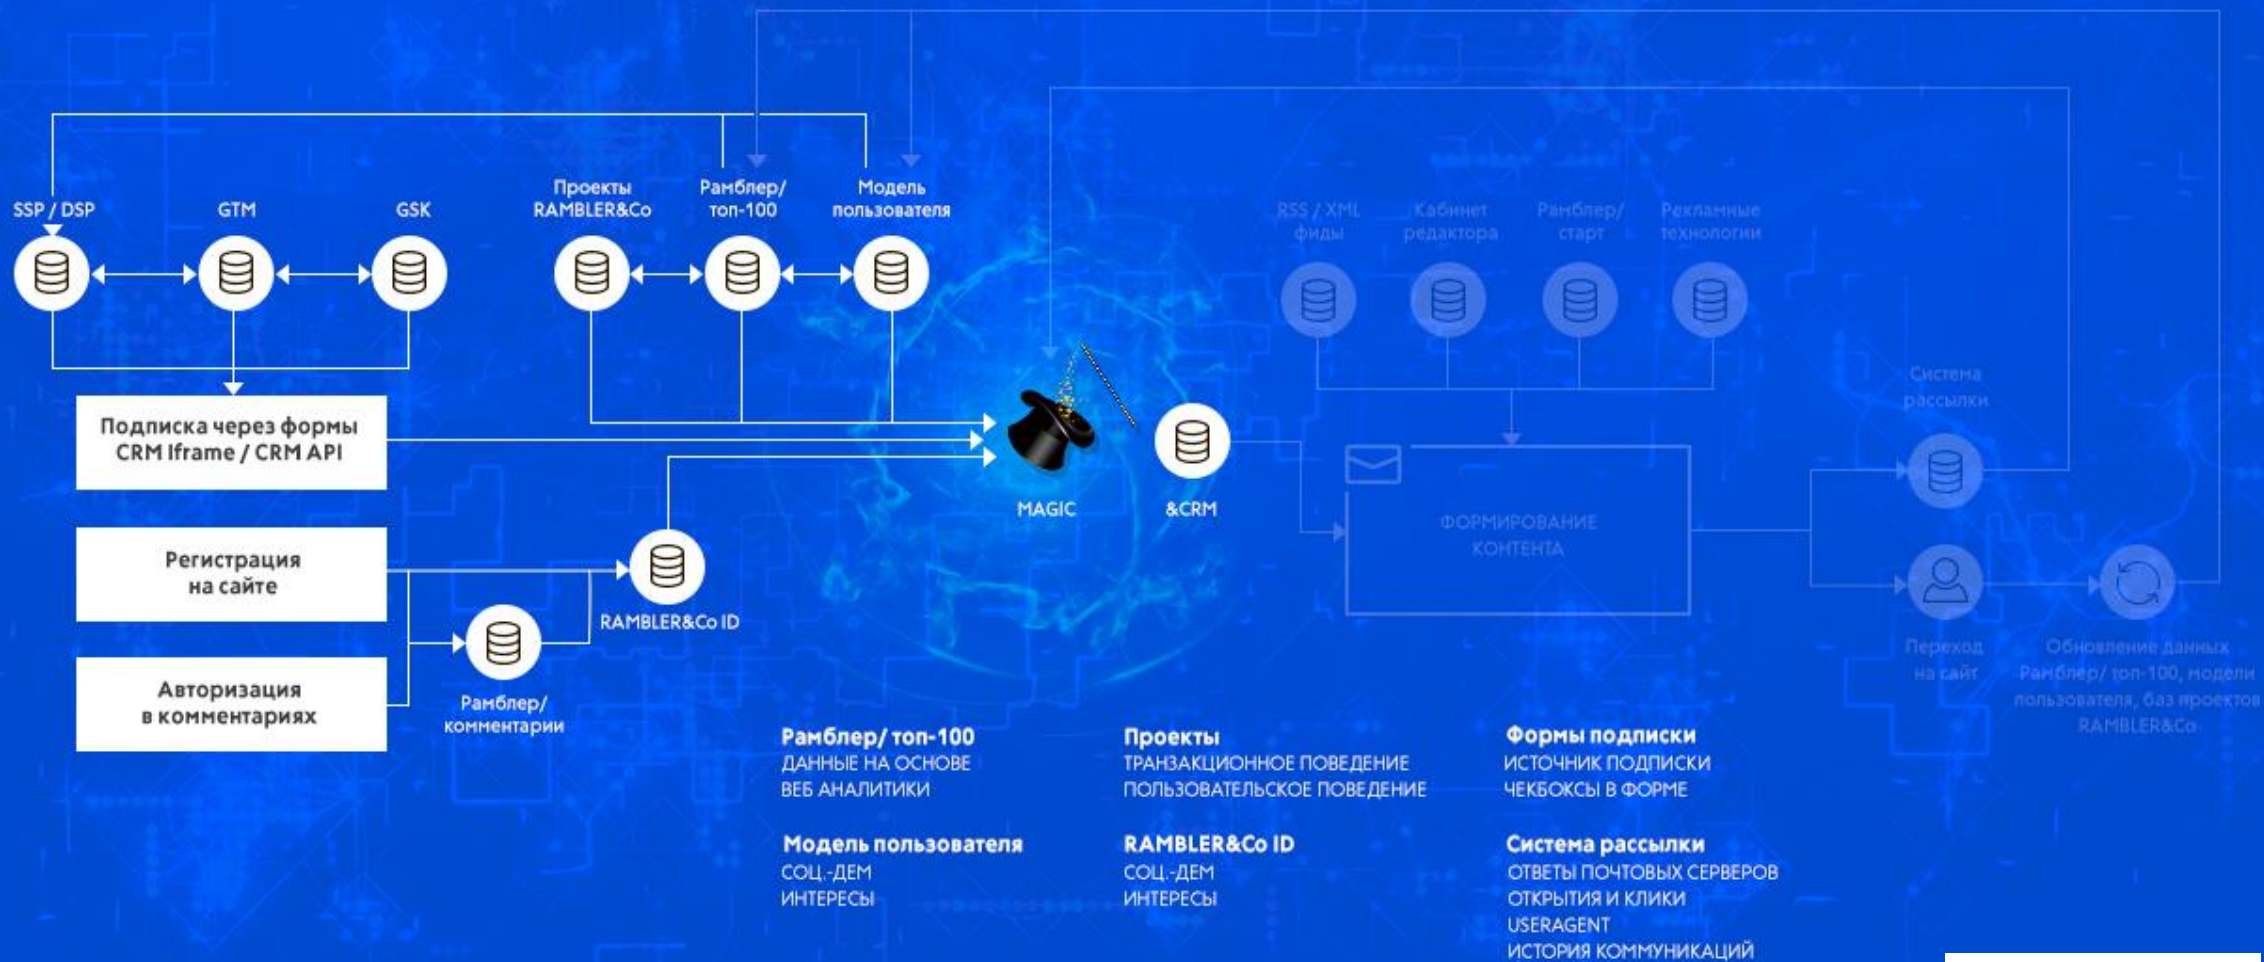 SSP / DSP
GTM
GSK
Проекты
RAMBLER&Co
Рамблер/
топ-100
Модель
пользователя
RSS / XML
фиды
Кабинет
редактора
Рамблер/
старт
Рекламные
технологии
Система
рассылки
Подписка через формы
CRM Iframe / CRM API
MAGIC
&CRM
ФОРМИРОВАНИЕ
КОНТЕНТА
Регистрация
на сайте
RAMBLER&Co ID
Авторизация
в комментариях
Рамблер/
комментарии
Переход
на сайт
Обновление данных
Рамблер/ топ-100, модели
пользователя, баз проектов
RAMBLER&Co
Рамблер/ топ-100
ДАННЫЕ НА ОСНОВЕ
ВЕБ АНАЛИТИКИ
Проекты
ТРАНЗАКЦИОННОЕ ПОВЕДЕНИЕ
ПОЛЬЗОВАТЕЛЬСКОЕ ПОВЕДЕНИЕ
Формы подписки
ИСТОЧНИК ПОДПИСКИ
ЧЕКБОКСЫ В ФОРМЕ
Модель пользователя
СОЦ.-ДЕМ
ИНТЕРЕСЫ
RAMBLER&Co ID
СОЦ.-ДЕМ
ИНТЕРЕСЫ
Система рассылки
ОТВЕТЫ ПОЧТОВЫХ СЕРВЕРОВ
ОТКРЫТИЯ И КЛИКИ
USERAGENT
ИСТОРИЯ КОММУНИКАЦИЙ